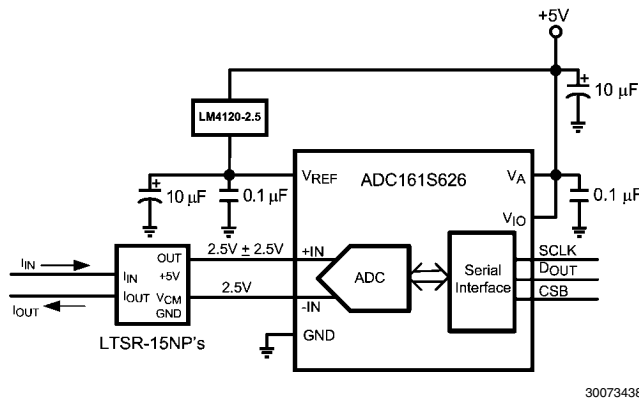 +5V
+
10 µF
LM4120-2.5
+
10 µF
0.1 µF
VREF
ADC161S626
VA
0.1 µF
VIO
IIN
OUT
2.5V ± 2.5V
+IN
SCLK
+5V
IIN
ADC
Serial
Interface
DOUT
IOUT
VCM
2.5V
-IN
CSB
IOUT
GND
GND
LTSR-15NP's
30073438